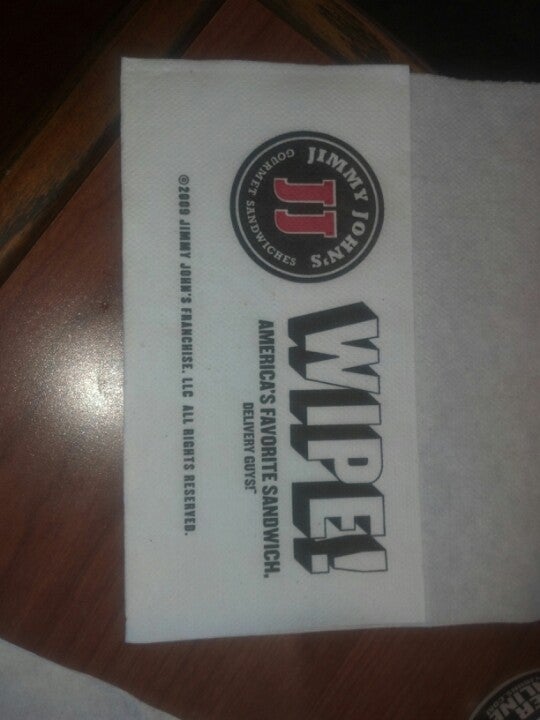 JIMMY JOHN'S
JJ
GOURMET SANDWICHES
WIPE!
AMERICA'S FAVORITE SANDWICH.
DELIVERY GUYS!
©2009 JIMMY JOHN'S FRANCHISE, LLC ALL RIGHTS RESERVED.